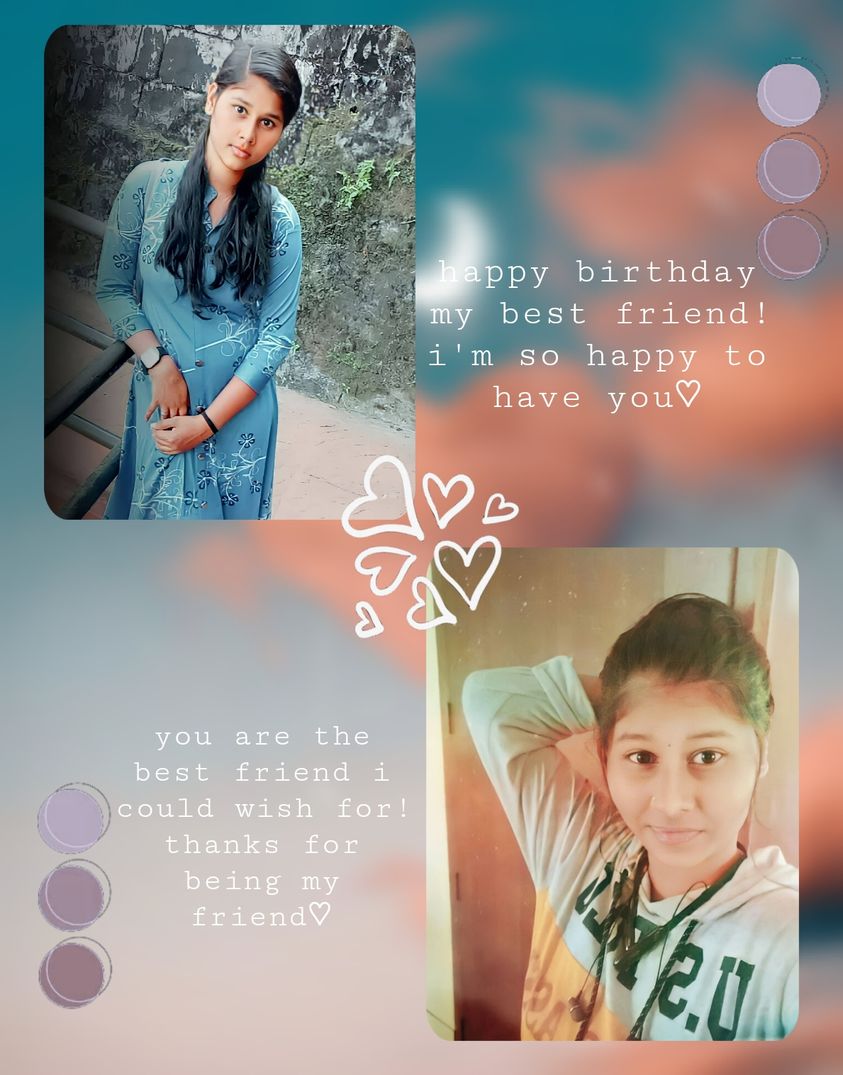 happy birthday
my best friend!
i'm so happy to
have you♡
you are the
best friend i
could wish for!
thanks for
being my
friend♡
U.S.